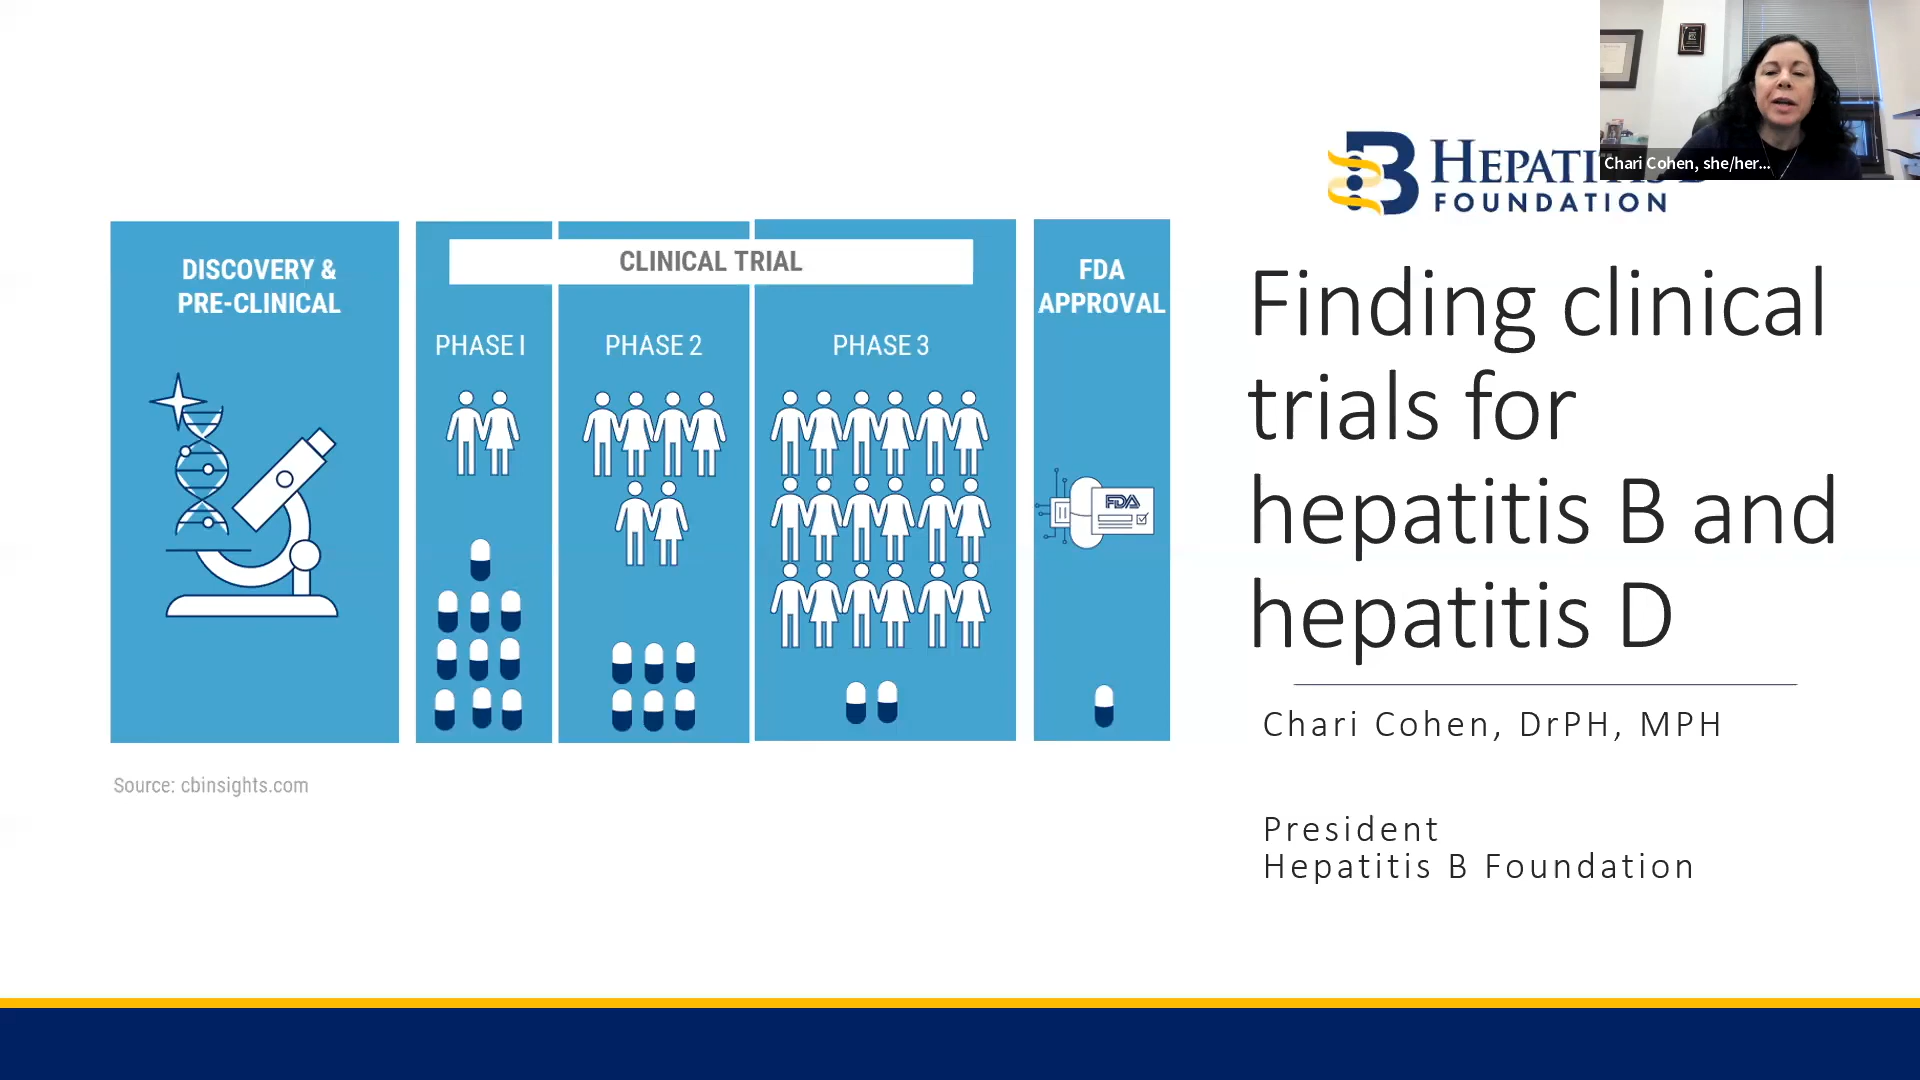 Chari Cohen, she/her...
HEPATITIS
FOUNDATION
DISCOVERY &
PRE-CLINICAL
CLINICAL TRIAL
PHASE I
PHASE 2
PHASE 3
FDA
APPROVAL
FDA
Source: cbinsights.com
Finding clinical
trials for
hepatitis B and
hepatitis D
Chari Cohen, DrPH, MPH
President
Hepatitis B Foundation